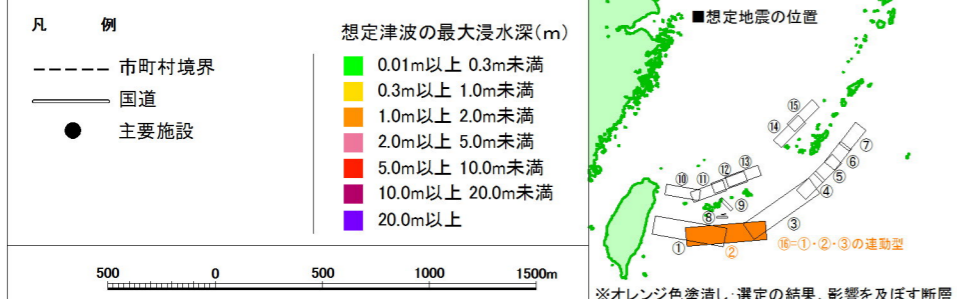 凡 例
市町村境界
国道
主要施設
想定津波の最大浸水深(m)
0.01m以上 0.3m未満
0.3m以上 1.0m未満
1.0m以上 2.0m未満
2.0m以上 5.0m未満
5.0m以上 10.0m未満
10.0m以上 20.0m未満
20.0m以上
500 0 500 1000 1500m
■想定地震の位置
⑮
⑭
⑦
⑥
⑤
④
⑬
⑫
⑪
⑩
⑨
⑧
③
①
②
⑯=①・②・③の連動型
※オレンジ色塗潰し:選定の結果、影響を及ぼす断層